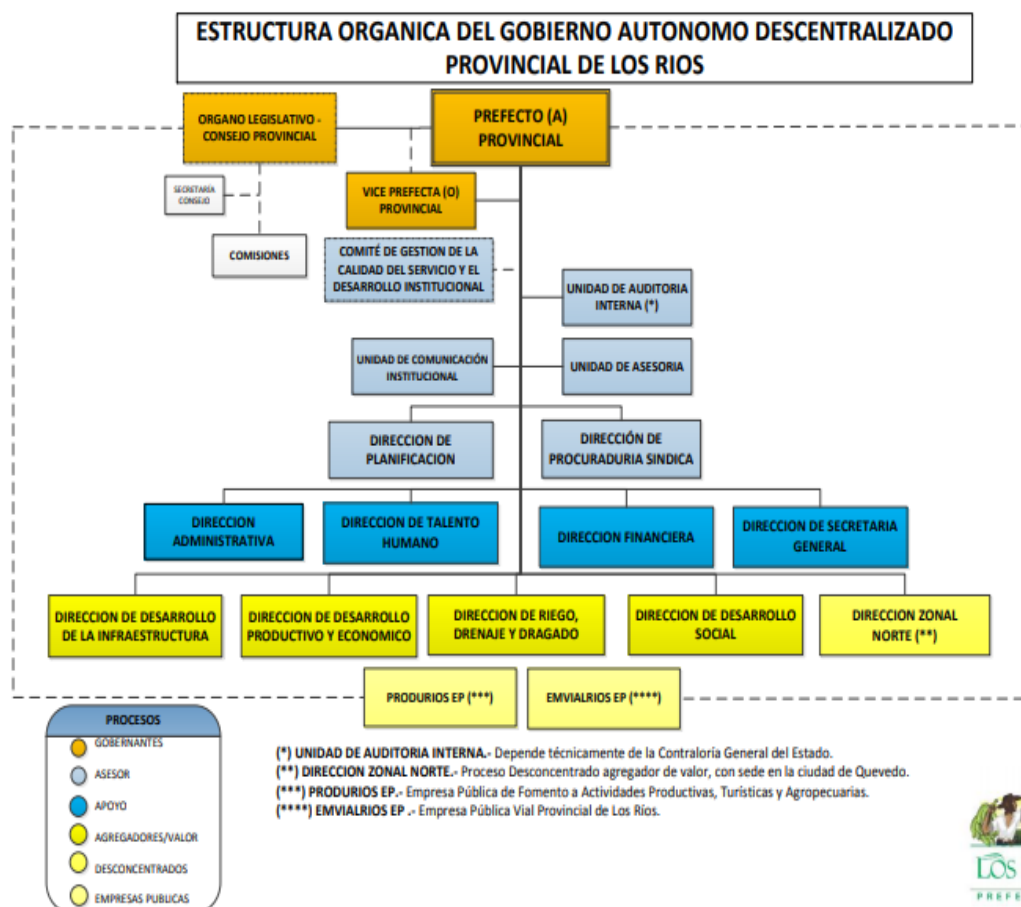 ESTRUCTURA ORGANICA DEL GOBIERNO AUTONOMO DESCENTRALIZADO
PROVINCIAL DE LOS RIOS
ORGANO LEGISLATIVO -
CONSEJO PROVINCIAL
PREFECTO (A)
PROVINCIAL
SECRETARÍA
CONSEJO
VICE PREFECTA (O)
PROVINCIAL
COMISIONES
COMITÉ DE GESTION DE LA
CALIDAD DEL SERVICIO Y EL
DESARROLLO INSTITUCIONAL
UNIDAD DE AUDITORIA
INTERNA (*)
UNIDAD DE COMUNICACIÓN
INSTITUCIONAL
UNIDAD DE ASESORIA
DIRECCION DE
PLANIFICACION
DIRECCIÓN DE
PROCURADURIA SINDICA
DIRECCION
ADMINISTRATIVA
DIRECCION DE TALENTO
HUMANO
DIRECCION FINANCIERA
DIRECCION DE SECRETARIA
GENERAL
DIRECCION DE DESARROLLO
DE LA INFRAESTRUCTURA
DIRECCION DE DESARROLLO
PRODUCTIVO Y ECONOMICO
DIRECCION DE RIEGO,
DRENAJE Y DRAGADO
DIRECCION DE DESARROLLO
SOCIAL
DIRECCION ZONAL
NORTE (**)
PRODURIOS EP (***)
EMVIALRIOS EP (****)
PROCESOS
GOBERNANTES
ASESOR
APOYO
AGREGADORES/VALOR
DESCONCENTRADOS
EMPRESAS PUBLICAS
(*) UNIDAD DE AUDITORIA INTERNA.- Depende técnicamente de la Contraloría General del Estado.
(**) DIRECCION ZONAL NORTE.- Proceso Desconcentrado agregador de valor, con sede en la ciudad de Quevedo.
(***) PRODURIOS EP.- Empresa Pública de Fomento a Actividades Productivas, Turísticas y Agropecuarias.
(****) EMVIALRIOS EP .- Empresa Pública Vial Provincial de Los Ríos.
LOS
PREFE